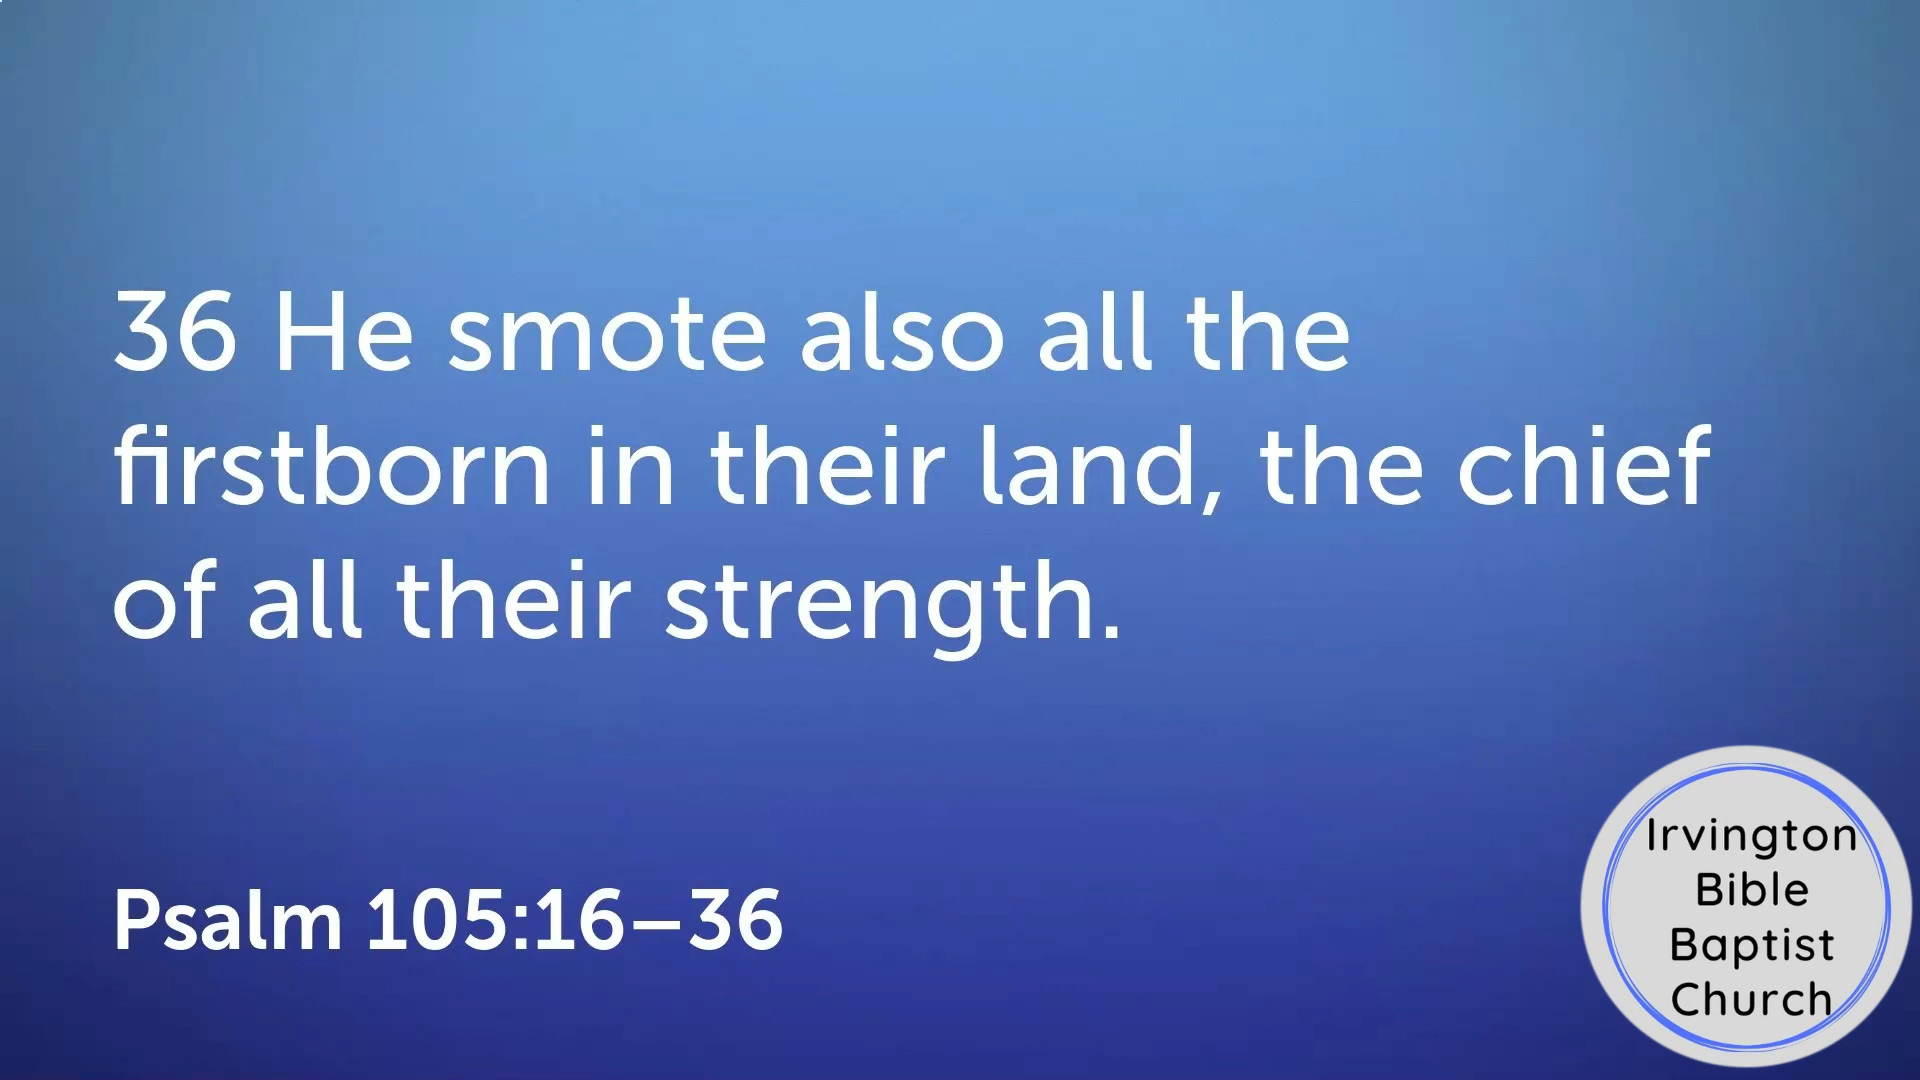 36 He smote also all the
firstborn in their land, the chief
of all their strength.
Psalm 105:16–36
Irvington
Bible
Baptist
Church